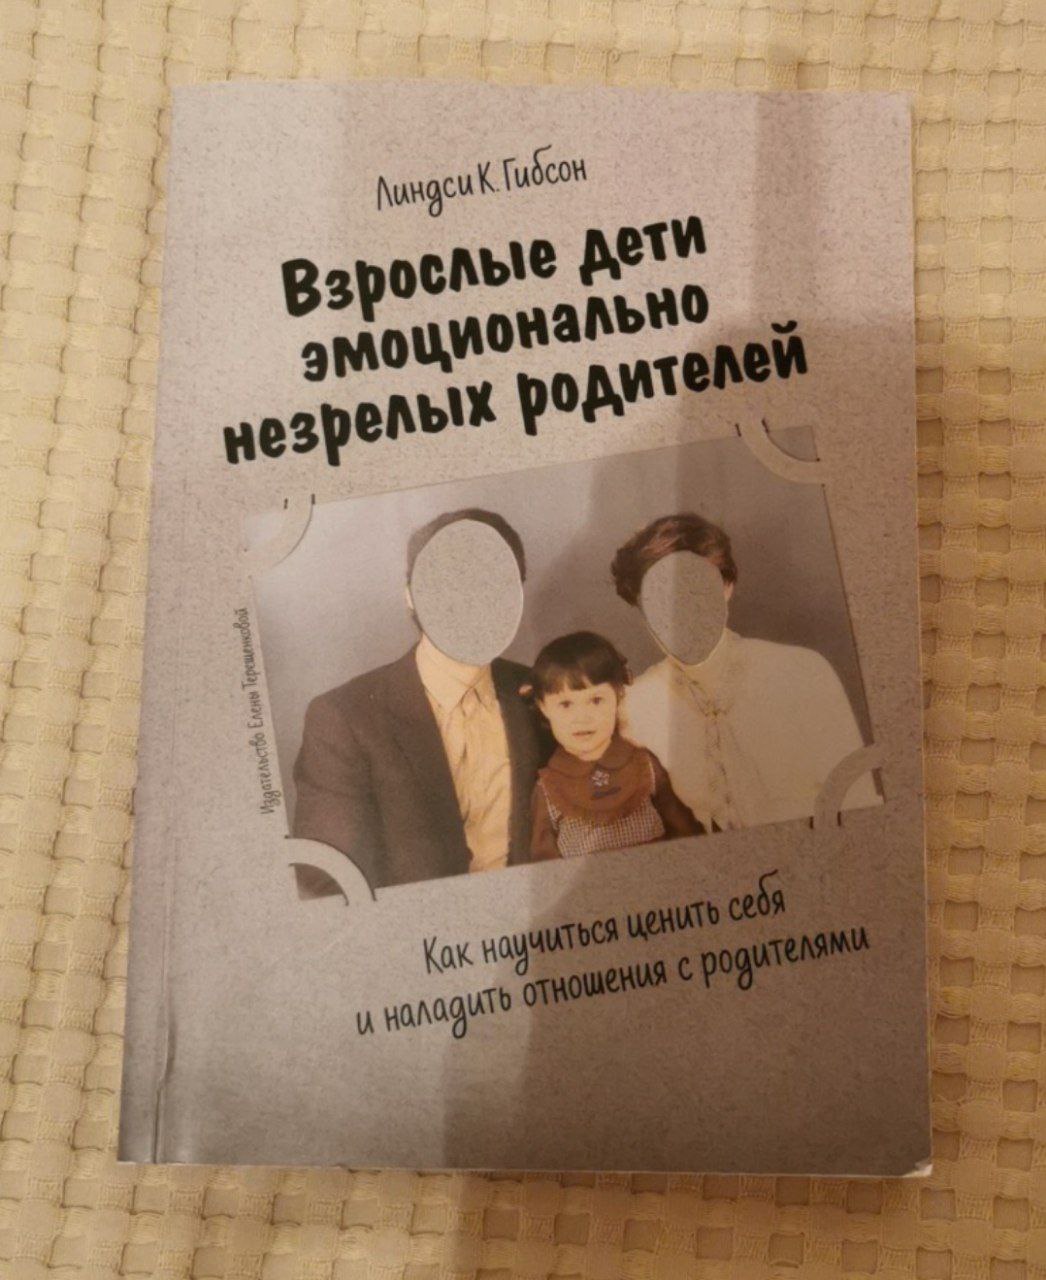 Линдси К. Гибсон
Взрослые дети
эмоционально
незрелых родителей
Издательство Елены Терещенковой
Как научиться ценить себя
и наладить отношения с родителями